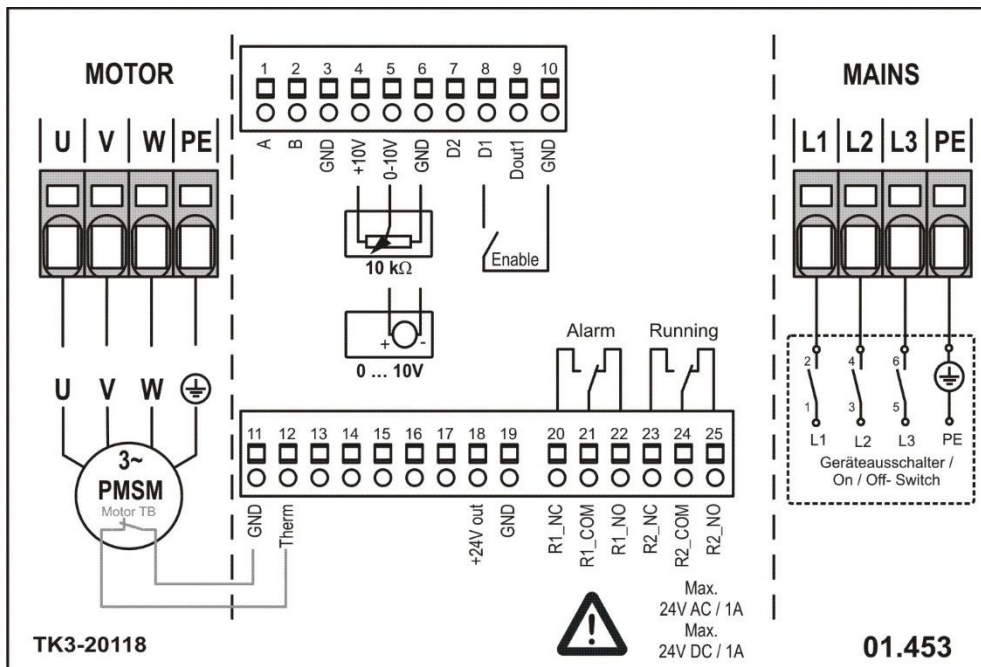 MOTOR
MAINS
U V W PE
1 2 3 4 5 6 7 8 9 10
A
B
GND
+10V
0-10V
GND
D2
D1
Dout1
GND
L1 L2 L3 PE
10 kΩ
Enable
+ -
0 ... 10V
Alarm Running
U V W
3~
PMSM
Motor TB
11 12 13 14 15 16 17 18 19 20 21 22 23 24 25
GND
Therm
+24V out
GND
R1_NC
R1_COM
R1_NO
R2_NC
R2_COM
R2_NO
2 4 6
1 3 5
L1 L2 L3 PE
Geräteausschalter /
On / Off- Switch
Max.
24V AC / 1A
Max.
24V DC / 1A
!
TK3-20118
01.453